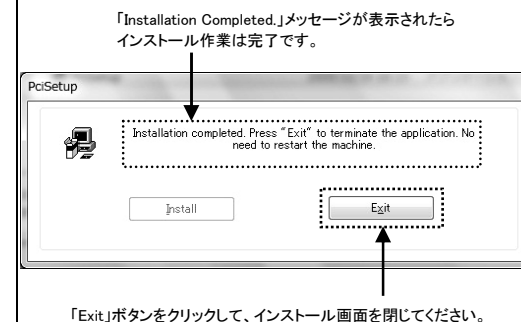 「Installation Completed.」メッセージが表示されたら
インストール作業は完了です。
PciSetup
Installation completed. Press "Exit" to terminate the application. No
need to restart the machine.
Install
Exit
「Exit」ボタンをクリックして、インストール画面を閉じてください。